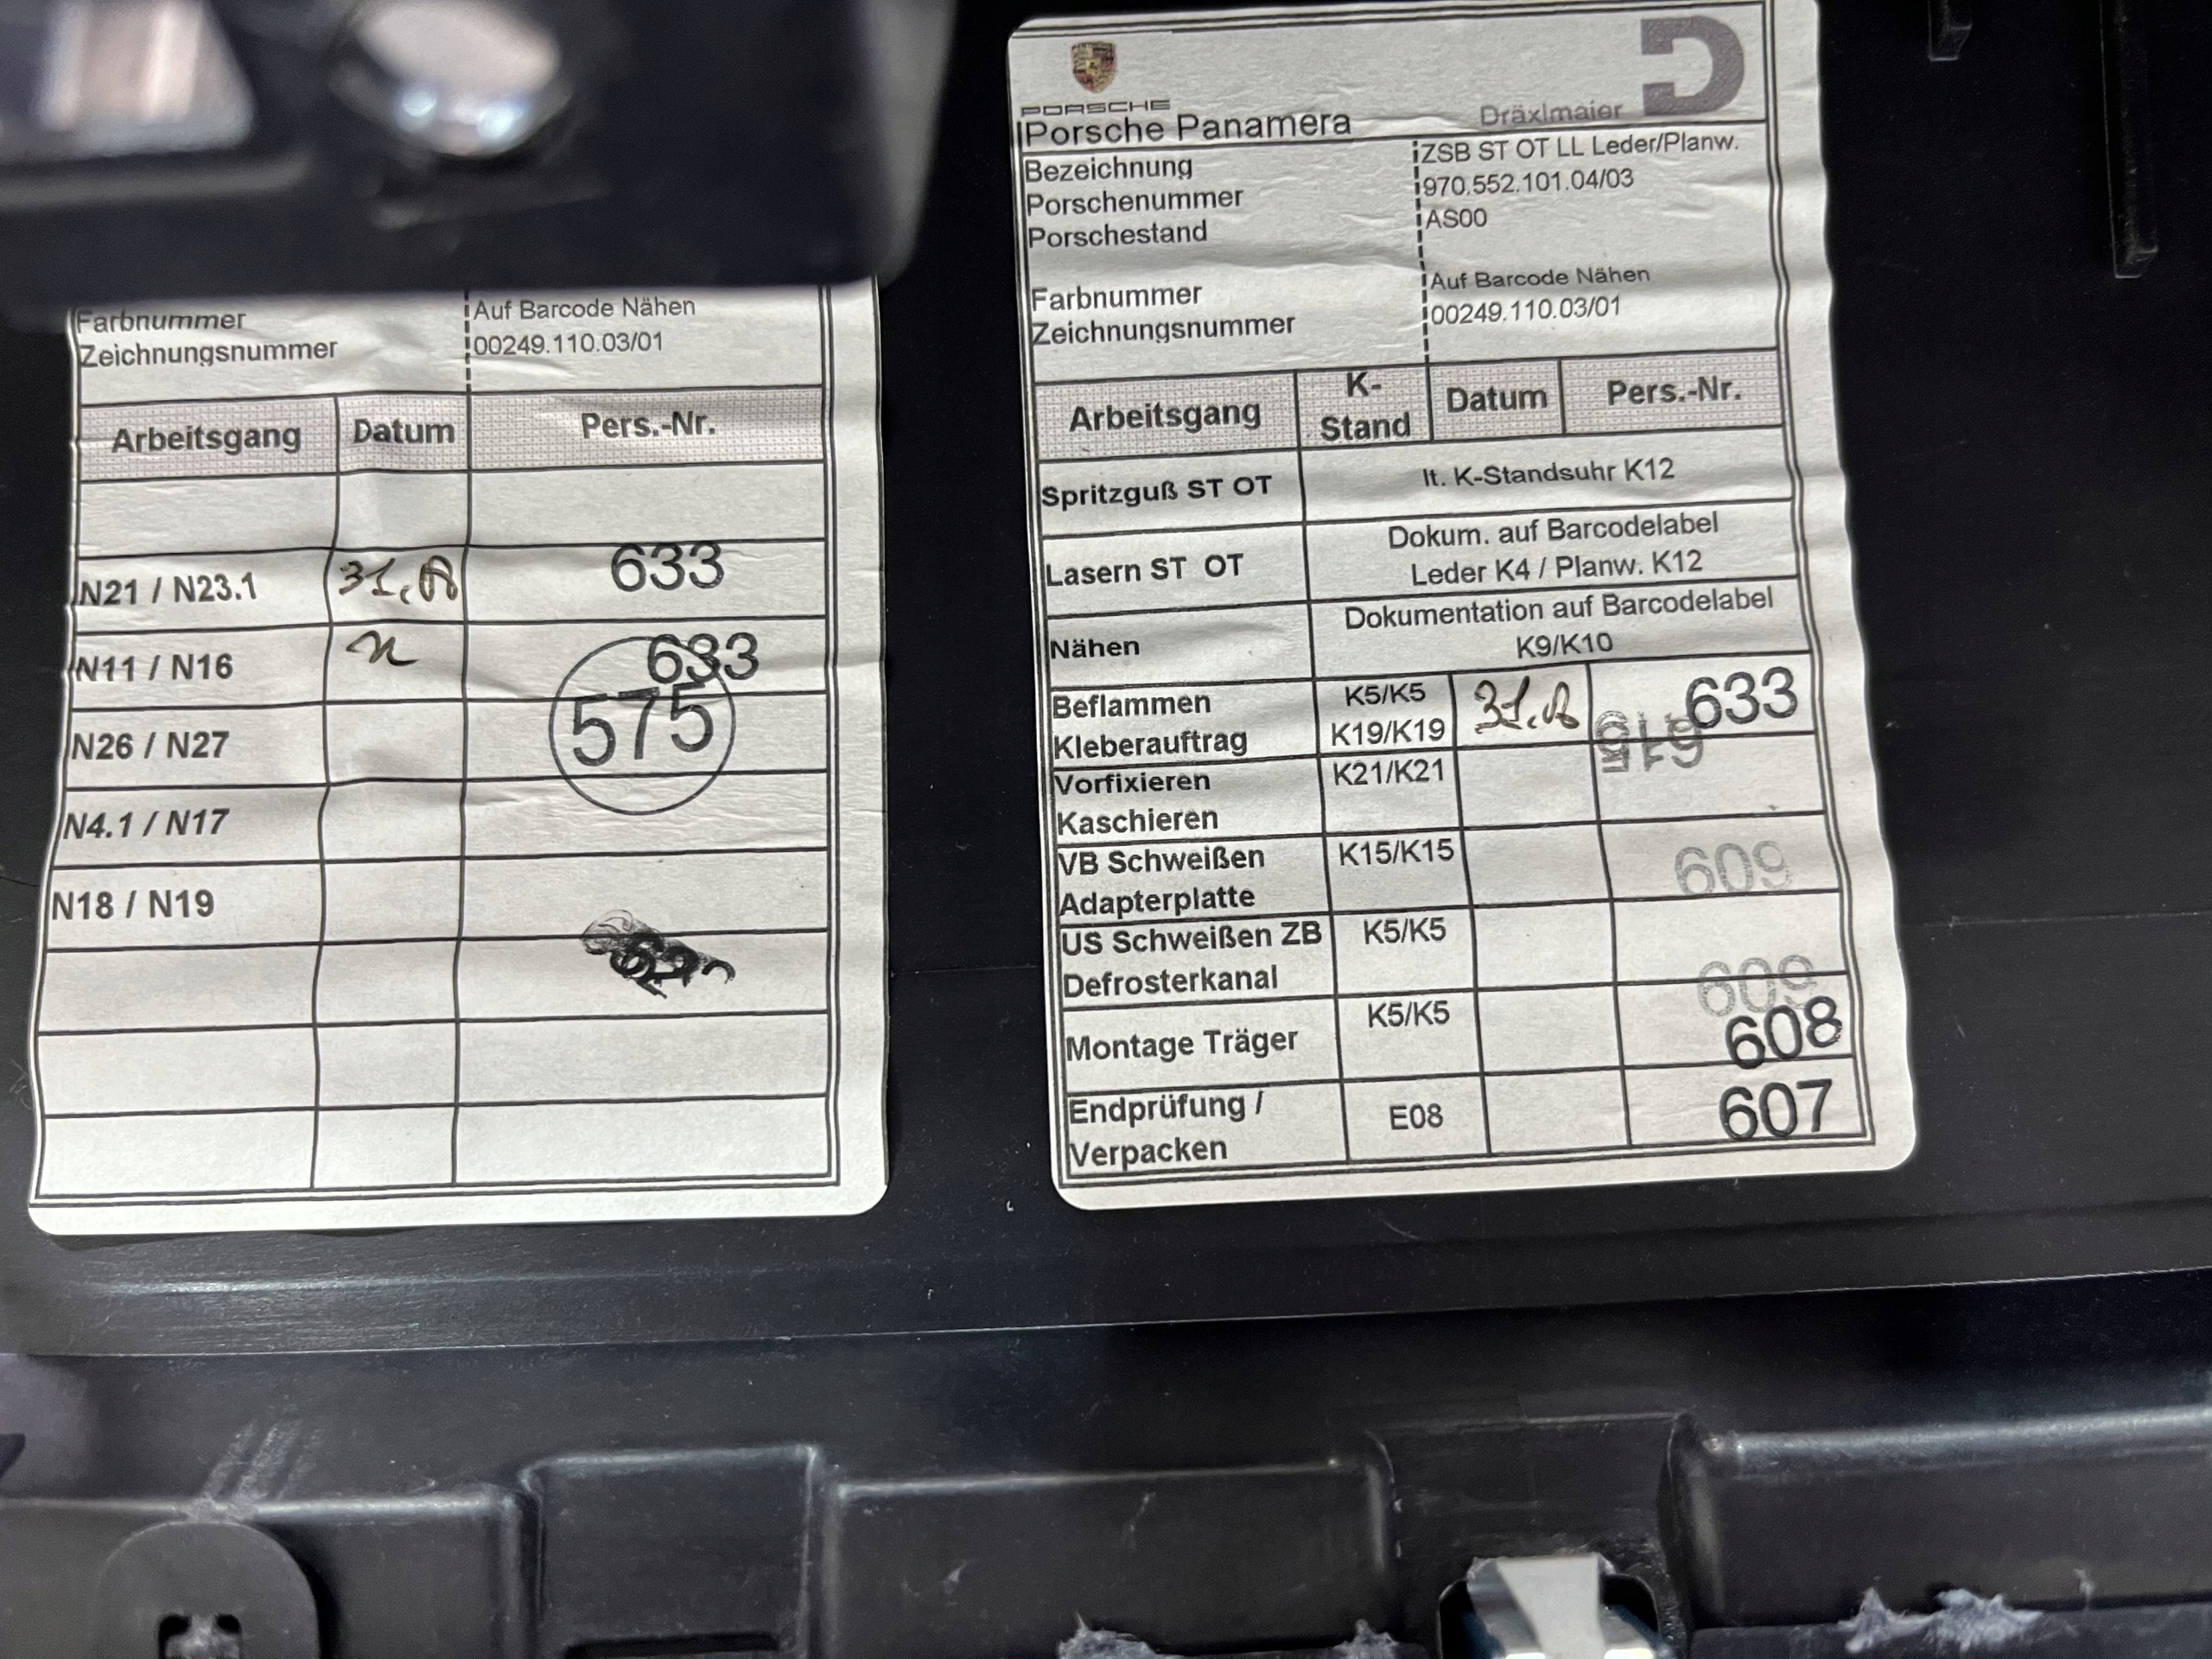 Farbnummer Auf Barcode Nähen
Zeichnungsnummer 00249.110.03/01
Arbeitsgang Datum Pers.-Nr.
N21 / N23.1 633
N11 / N16 633
N26 / N27 575
N4.1 / N17
N18 / N19
PORSCHE
Porsche Panamera Dräxlmaier
Bezeichnung ZSB ST OT LL Leder/Planw.
Porschenummer 970.552.101.04/03
Porschestand AS00
Farbnummer Auf Barcode Nähen
Zeichnungsnummer 00249.110.03/01
Arbeitsgang K-Stand Datum Pers.-Nr.
Spritzguß ST OT lt. K-Standsuhr K12
Lasern ST OT Dokum. auf Barcodelabel
Leder K4 / Planw. K12
Nähen Dokumentation auf Barcodelabel
K9/K10
Beflammen K5/K5 633
Kleberauftrag K19/K19 615
Vorfixieren K21/K21
Kaschieren
VB Schweißen K15/K15 609
Adapterplatte
US Schweißen ZB K5/K5
Defrosterkanal 609
Montage Träger K5/K5 608
Endprüfung / E08 607
Verpacken